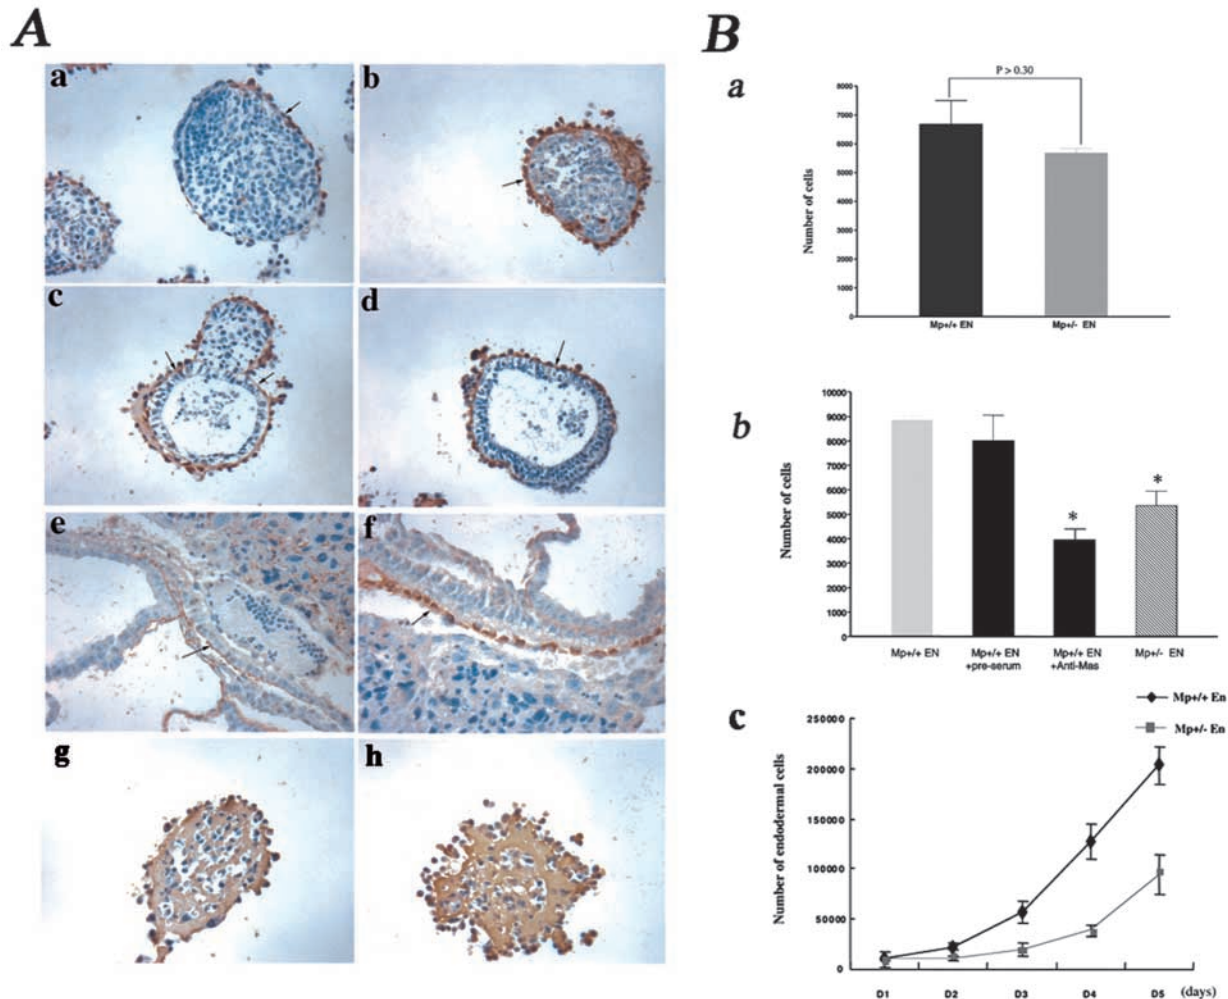 A
a
b
c
d
e
f
g
h
B
a
P > 0.30
Number of cells
8000
7000
6000
5000
4000
3000
2000
1000
0
Mp+/+ EN
Mp+/- EN
b
Number of cells
10000
9000
8000
7000
6000
5000
4000
3000
2000
1000
0
*
*
Mp+/+ EN
Mp+/+ EN
+pre-serum
Mp+/+ EN
+Anti-Mas
Mp+/- EN
c
Mp+/+ En
Mp+/- En
Number of endodermal cells
250000
200000
150000
100000
50000
0
D1
D2
D3
D4
D5
(days)